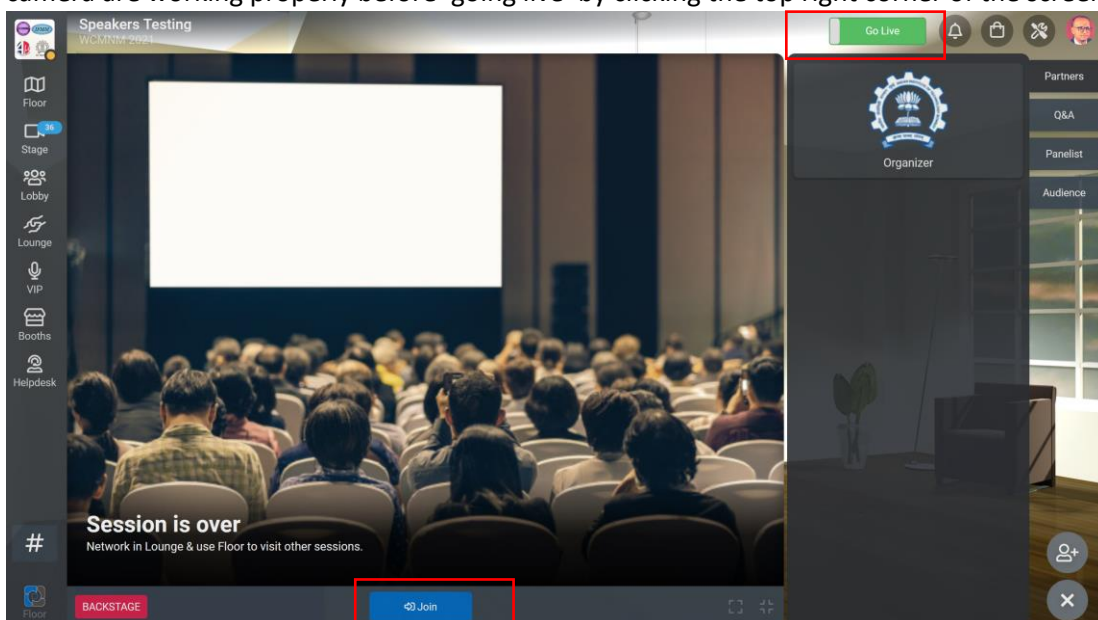 camera are working properly before 'going live' by clicking the top right corner of the screen
Speakers Testing
WCMNM 2021
Go Live
Floor
36
Stage
Lobby
Lounge
VIP
Booths
Helpdesk
#
Floor
Organizer
Partners
Q&A
Panelist
Audience
Session is over
Network in Lounge & use Floor to visit other sessions.
BACKSTAGE
Join